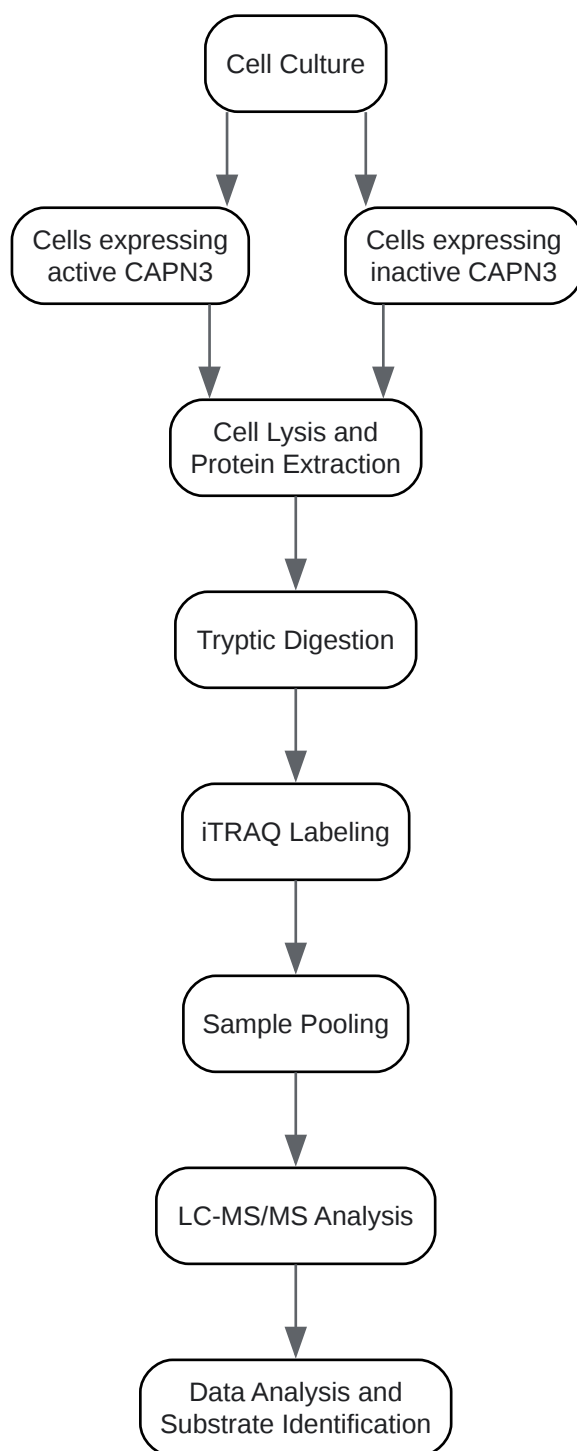 Cell Culture
Cells expressing
active CAPN3
Cells expressing
inactive CAPN3
Cell Lysis and
Protein Extraction
Tryptic Digestion
iTRAQ Labeling
Sample Pooling
LC-MS/MS Analysis
Data Analysis and
Substrate Identification